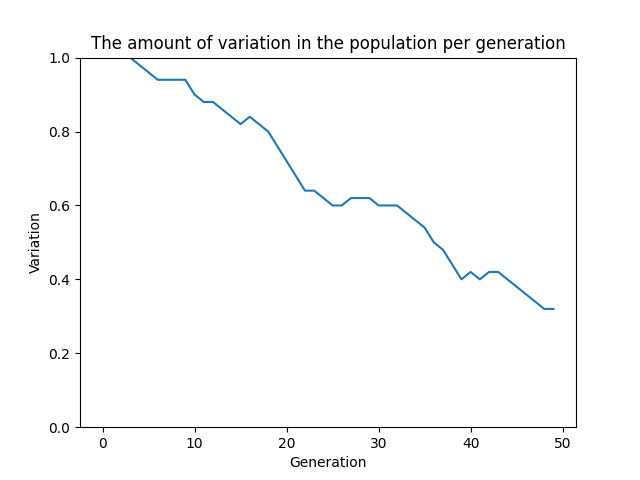 The amount of variation in the population per generation
1.0
0.8
0.6
0.4
0.2
0.0
Variation
0 10 20 30 40 50
Generation